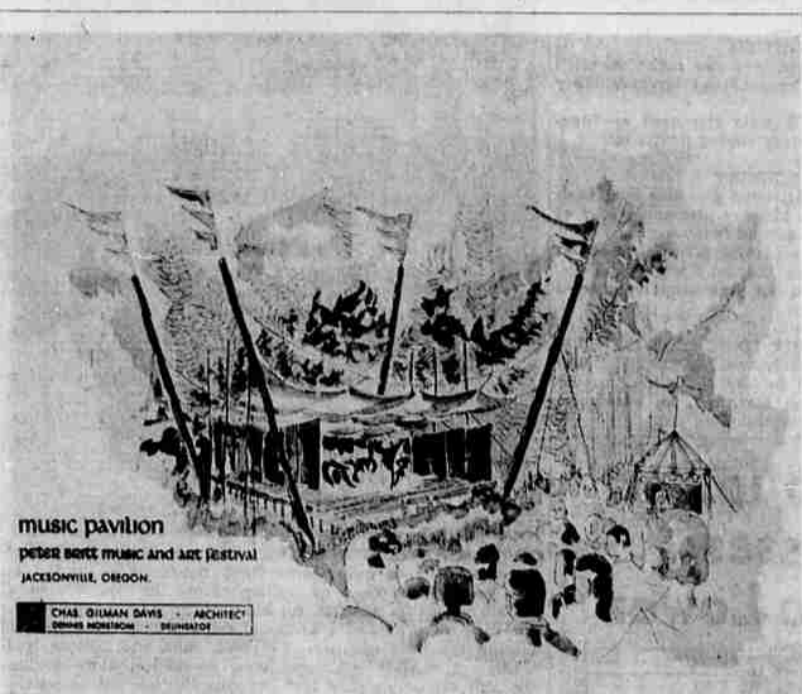 music pavilion
peter Britt music and art festival
JACKSONVILLE, OREGON.
CHAS. GILMAN DAVIS - ARCHITECT
DENNIS NORSTROM - DELINEATOR